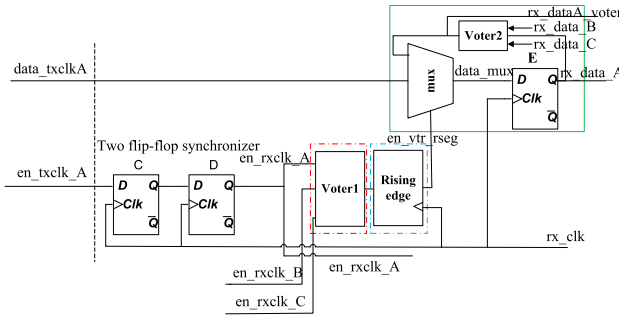 rx_dataA_voter
rx_data_B
Voter2
rx_data_C
E
data_txclkA
mux
data_mux
D Q
rx_data_A
Clk
Q
en_vtr_rseg
Two flip-flop synchronizer
C D
en_rxclk_A
en_txclk_A
D Q
D Q
Clk
Clk
Q
Q
Voter1
Rising
edge
rx_clk
en_rxclk_B
en_rxclk_A
en_rxclk_C